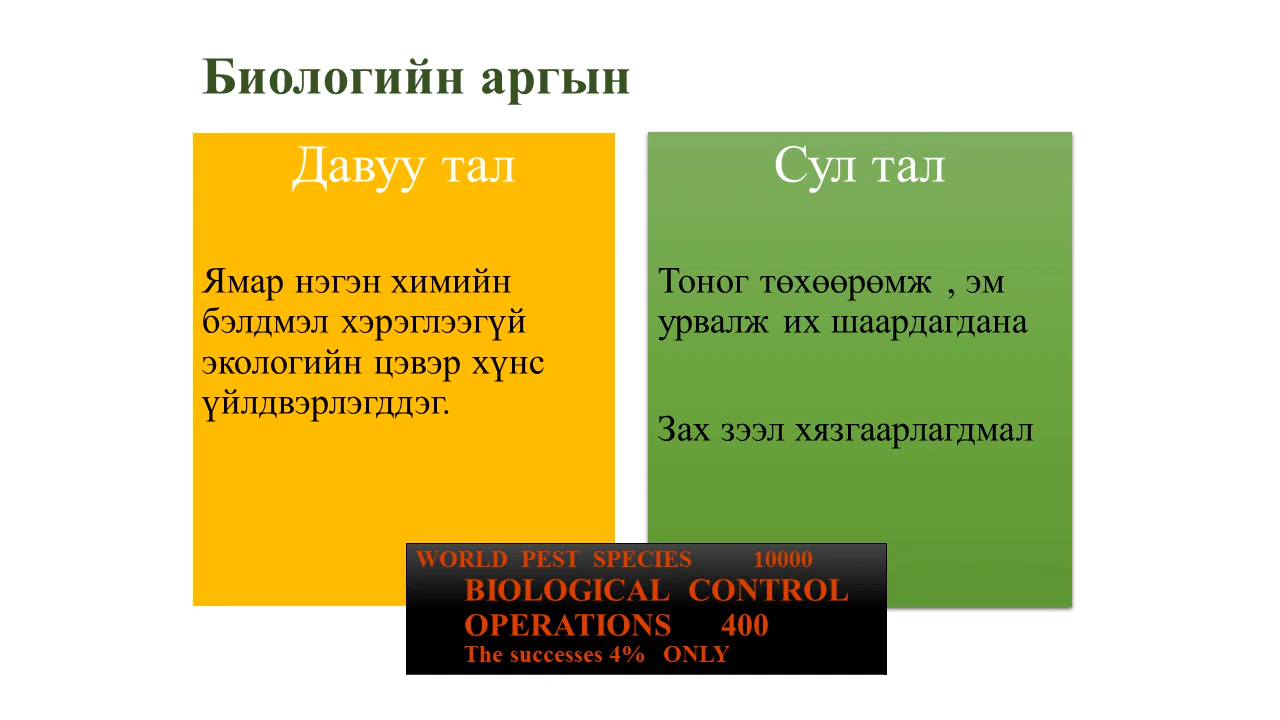 Биологийн аргын
Давуу тал
Ямар нэгэн химийн
бэлдмэл хэрэглээгүй
экологийн цэвэр хүнс
үйлдвэрлэгддэг.
Сул тал
Тоног төхөөрөмж , эм
урвалж их шаардагдана
Зах зээл хязгаарлагдмал
WORLD PEST SPECIES 10000
BIOLOGICAL CONTROL
OPERATIONS 400
The successes 4% ONLY